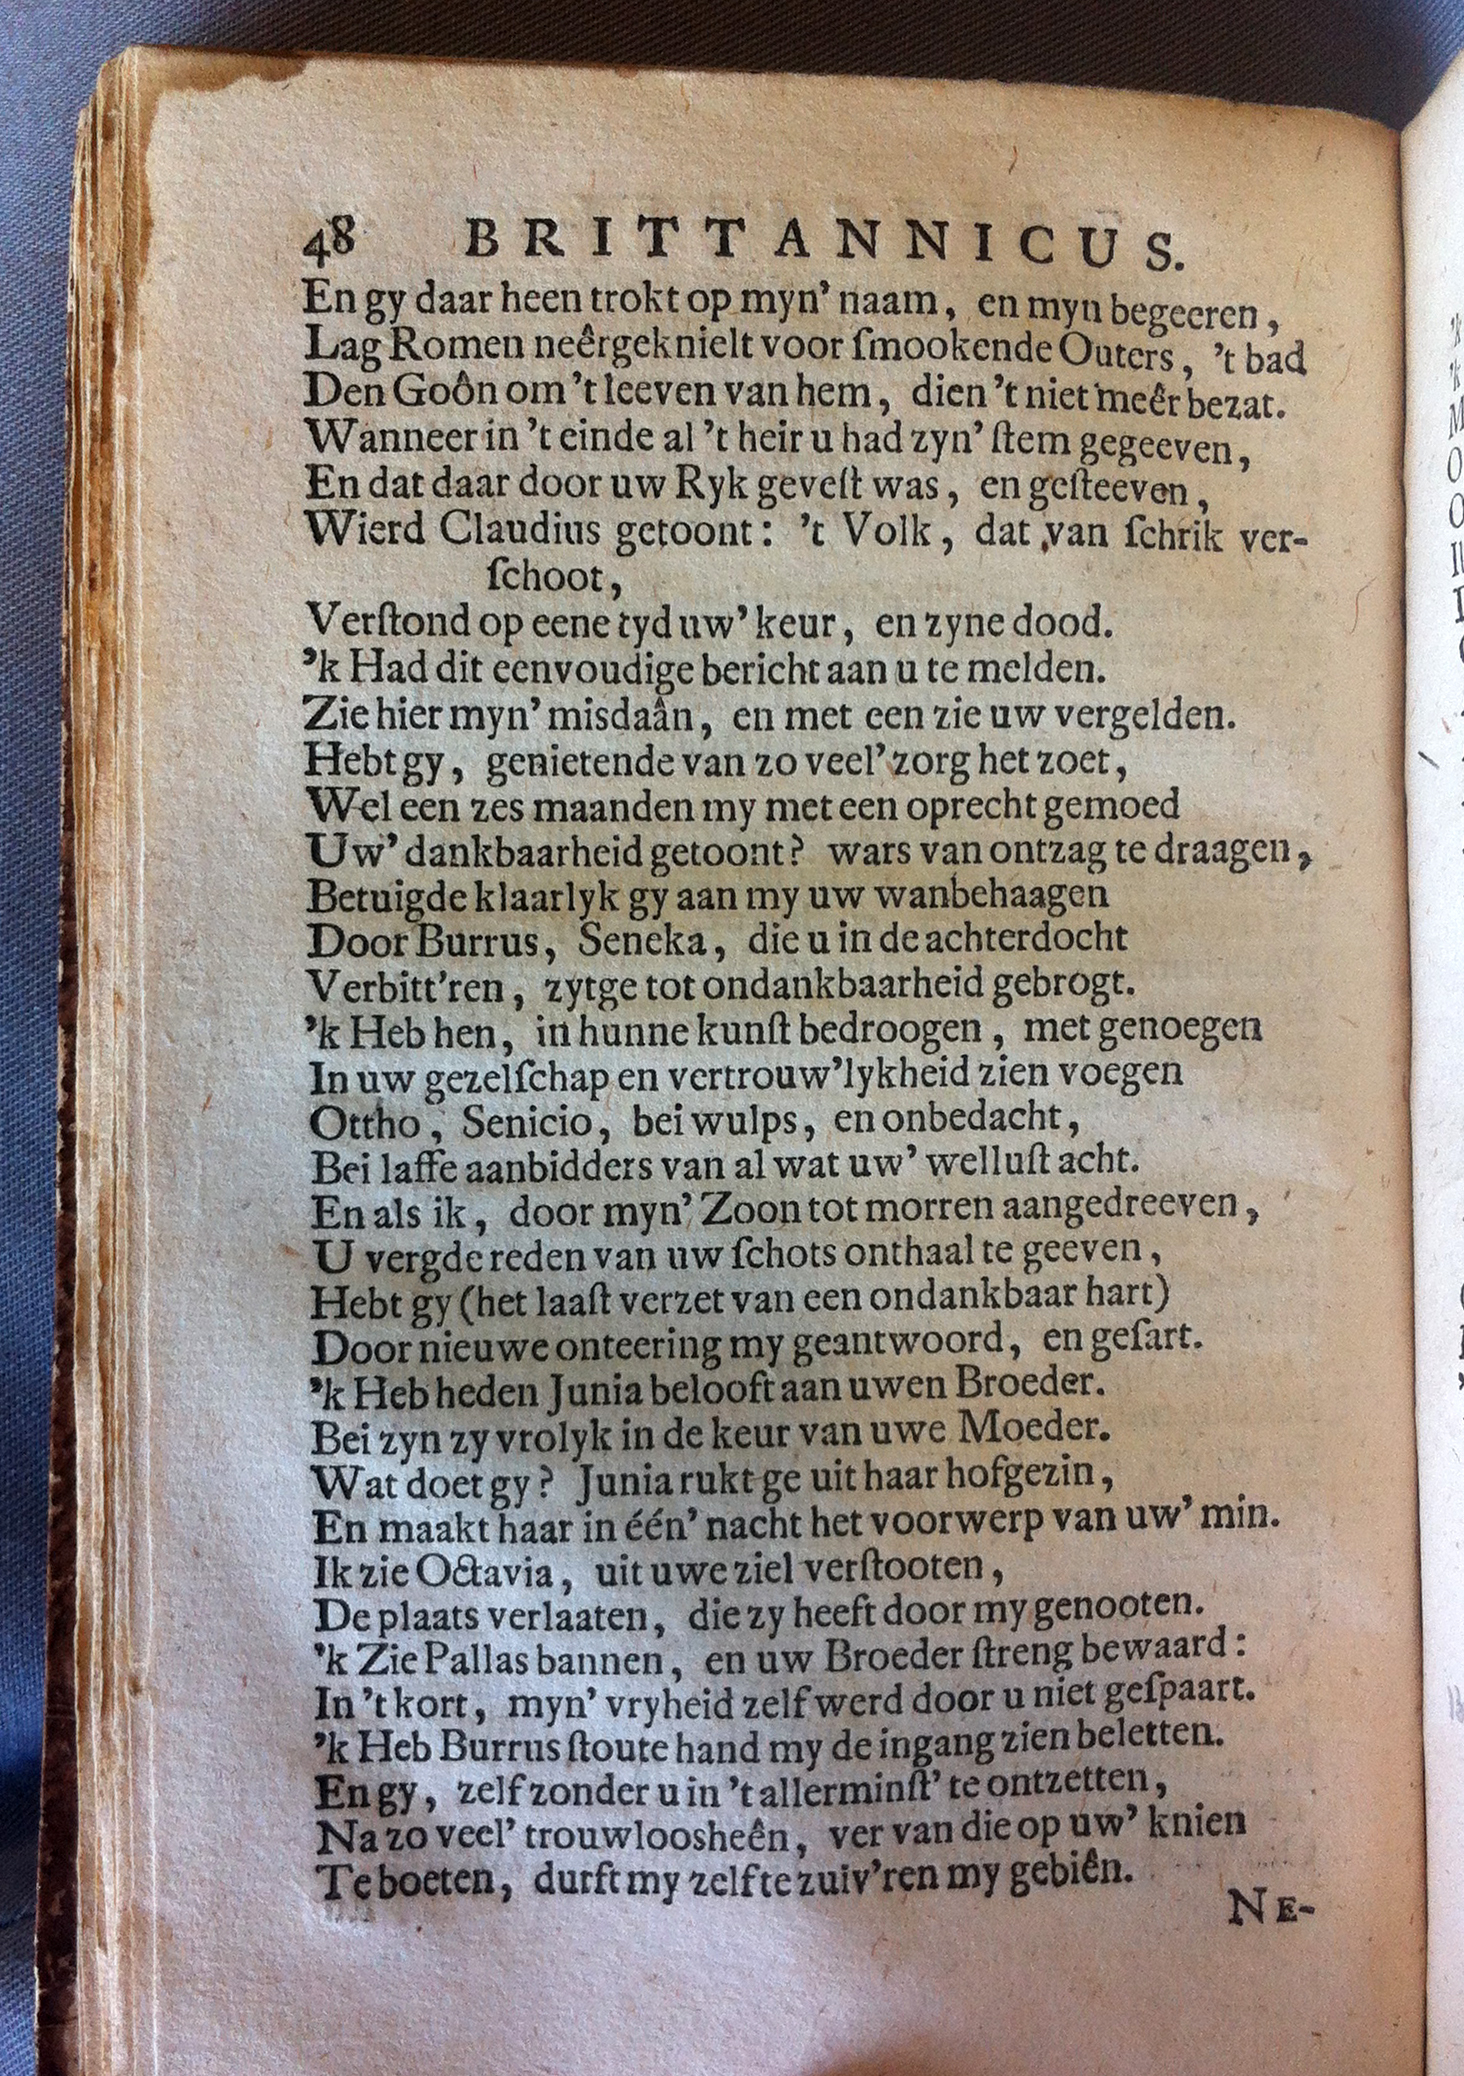 48 BRITTANNICUS.
En gy daar heen trokt op myn’ naam, en myn begeeren,
Lag Romen neêrgeknielt voor ſmookende Outers, ’t bad
Den Goôn om ’t leeven van hem, dien ’t niet meêr bezat.
Wanneer in ’t einde al ’t heir u had zyn’ ſtem gegeeven,
En dat daar door uw Ryk geveſt was, en geſteeven,
Wierd Claudius getoont: ’t Volk, dat van ſchrik ver-
ſchoot,
Verſtond op eene tyd uw’ keur, en zyne dood.
’k Had dit eenvoudige bericht aan u te melden.
Zie hier myn’ misdaân, en met een zie uw vergelden.
Hebt gy, genietende van zo veel’ zorg het zoet,
Wel een zes maanden my met een oprecht gemoed
Uw’ dankbaarheid getoont? wars van ontzag te draagen,
Betuigde klaarlyk gy aan my uw wanbehaagen
Door Burrus, Seneka, die u in de achterdocht
Verbitt’ren, zytge tot ondankbaarheid gebrogt.
’k Heb hen, in hunne kunſt bedroogen, met genoegen
In uw gezelſchap en vertrouw’lykheid zien voegen
Ottho, Senicio, bei wulps, en onbedacht,
Bei laffe aanbidders van al wat uw’ welluſt acht.
En als ik, door myn’ Zoon tot morren aangedreeven,
U vergde reden van uw ſchots onthaal te geeven,
Hebt gy (het laaſt verzet van een ondankbaar hart)
Door nieuwe onteering my geantwoord, en geſart.
’k Heb heden Junia belooft aan uwen Broeder.
Bei zyn zy vrolyk in de keur van uwe Moeder.
Wat doet gy? Junia rukt ge uit haar hofgezin,
En maakt haar in één’ nacht het voorwerp van uw’ min.
Ik zie Octavia, uit uwe ziel verſtooten,
De plaats verlaaten, die zy heeft door my genooten.
’k Zie Pallas bannen, en uw Broeder ſtreng bewaard:
In ’t kort, myn’ vryheid zelf werd door u niet geſpaart.
’k Heb Burrus ſtoute hand my de ingang zien beletten.
En gy, zelf zonder u in ’t allerminſt’ te ontzetten,
Na zo veel’ trouwloosheên, ver van die op uw’ knien
Te boeten, durft my zelf te zuiv’ren my gebiên.
NE-